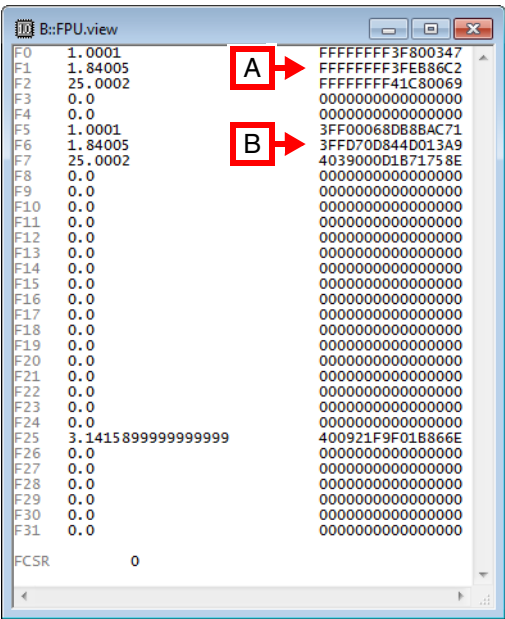 B::FPU.view
F0 1.0001 FFFFFFFF3F800347
F1 1.84005 A FFFFFFFF3FEB86C2
F2 25.0002 FFFFFFFF41C80069
F3 0.0 0000000000000000
F4 0.0 0000000000000000
F5 1.0001 3FF00068DB8BAC71
F6 1.84005 B 3FFD70D844D013A9
F7 25.0002 4039000D1B71758E
F8 0.0 0000000000000000
F9 0.0 0000000000000000
F10 0.0 0000000000000000
F11 0.0 0000000000000000
F12 0.0 0000000000000000
F13 0.0 0000000000000000
F14 0.0 0000000000000000
F15 0.0 0000000000000000
F16 0.0 0000000000000000
F17 0.0 0000000000000000
F18 0.0 0000000000000000
F19 0.0 0000000000000000
F20 0.0 0000000000000000
F21 0.0 0000000000000000
F22 0.0 0000000000000000
F23 0.0 0000000000000000
F24 0.0 0000000000000000
F25 3.1415899999999999 400921F9F01B866E
F26 0.0 0000000000000000
F27 0.0 0000000000000000
F28 0.0 0000000000000000
F29 0.0 0000000000000000
F30 0.0 0000000000000000
F31 0.0 0000000000000000
FCSR 0